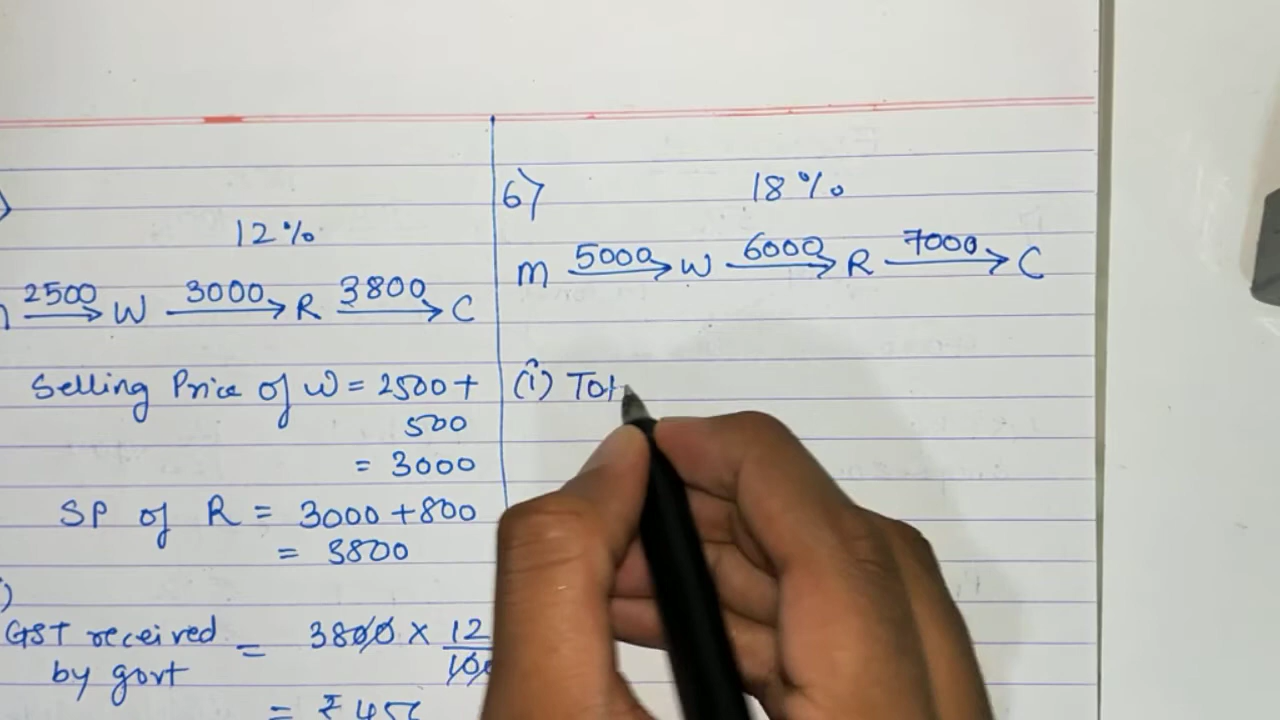 )
12%
2500 W 3000 R 3800 C
Selling Price of W = 2500 +
500
= 3000
SP of R = 3000 + 800
= 3800
)
GST received by govt = 3800 × 12/100
= ₹ 456
6) 18%
m 5000 W 6000 R 7000 C
(i) Tot